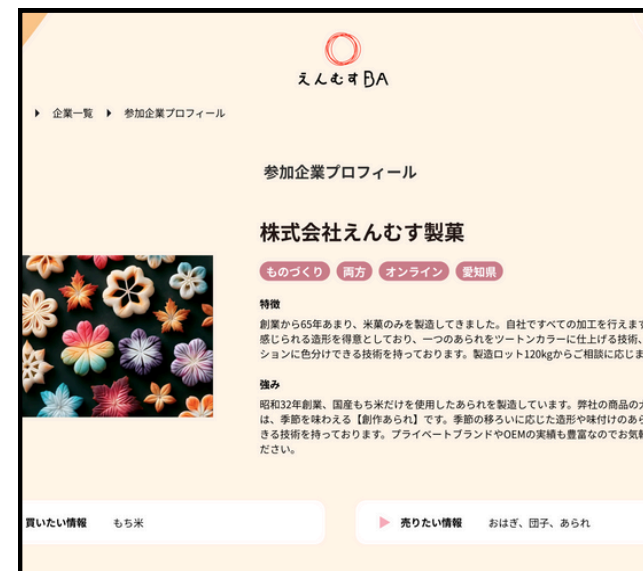 えんむすBA
企業一覧 参加企業プロフィール
参加企業プロフィール
株式会社えんむす製菓
ものづくり 両方 オンライン 愛知県
特徴
創業から65年あまり、米菓のみを製造してきました。自社ですべての加工を行えます
感じられる造形を得意としており、一つのあられをツートンカラーに仕上げる技術、
ションに色分けできる技術を持っております。製造ロット120kgからご相談に応じま
強み
昭和32年創業、国産もち米だけを使用したあられを製造しています。弊社の商品の
は、季節を味わえる【創作あられ】です。季節の移ろいに応じた造形や味付けのあ
きる技術を持っております。プライベートブランドやOEMの実績も豊富なのでお気
ださい。
買いたい情報 もち米
売りたい情報 おはぎ、団子、あられ